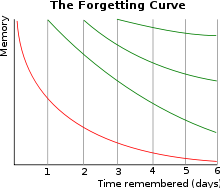 The Forgetting Curve
Memory
1 2 3 4 5 6
Time remembered (days)